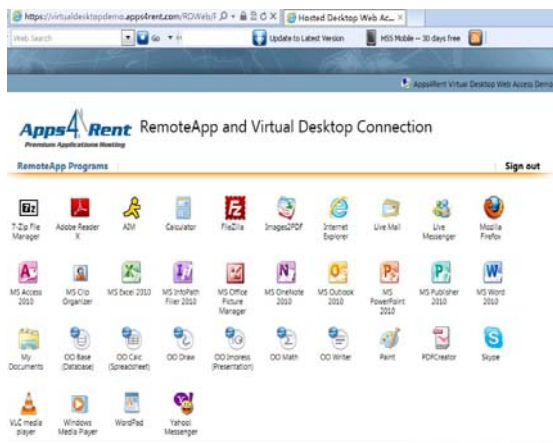 https://virtualdesktopdemo.apps4rent.com/RDWeb/F
Hosted Desktop Web Ac...
Web Search
Go
Update to Latest Version
HSS Mobile – 30 days free
Apps4Rent Virtual Desktop Web Access Demo
Apps4Rent
Premium Applications Hosting
RemoteApp and Virtual Desktop Connection
RemoteApp Programs
Sign out
7-Zip File Manager
Adobe Reader X
AIM
Calculator
FileZilla
Images2PDF
Internet Explorer
Live Mail
Live Messenger
Mozilla Firefox
MS Access 2010
MS Clip Organizer
MS Excel 2010
MS InfoPath Filler 2010
MS Office Picture Manager
MS OneNote 2010
MS Outlook 2010
MS PowerPoint 2010
MS Publisher 2010
MS Word 2010
My Documents
OO Base (Database)
OO Calc (Spreadsheet)
OO Draw
OO Impress (Presentation)
OO Math
OO Writer
Paint
PDFCreator
Skype
VLC media player
Windows Media Player
WordPad
Yahoo! Messenger